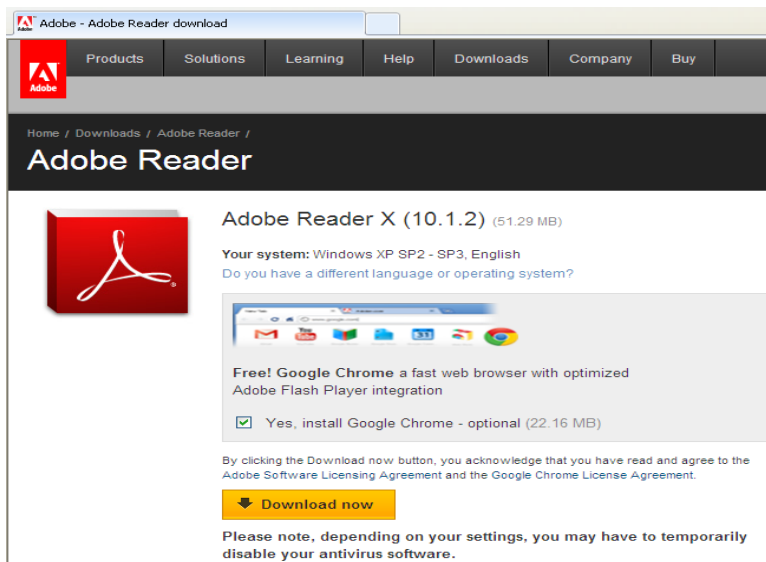 Adobe - Adobe Reader download
Adobe
Products Solutions Learning Help Downloads Company Buy
Adobe
Home / Downloads / Adobe Reader /
Adobe Reader
Adobe Reader X (10.1.2) (51.29 MB)
Your system: Windows XP SP2 - SP3, English
Do you have a different language or operating system?
31
Free! Google Chrome a fast web browser with optimized
Adobe Flash Player integration
Yes, install Google Chrome - optional (22.16 MB)
By clicking the Download now button, you acknowledge that you have read and agree to the
Adobe Software Licensing Agreement and the Google Chrome License Agreement.
Download now
Please note, depending on your settings, you may have to temporarily
disable your antivirus software.